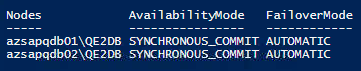 Nodes AvailabilityMode FailoverMode
----- ---------------- ------------
azsapqdb01\QE2DB SYNCHRONOUS_COMMIT AUTOMATIC
azsapqdb02\QE2DB SYNCHRONOUS_COMMIT AUTOMATIC